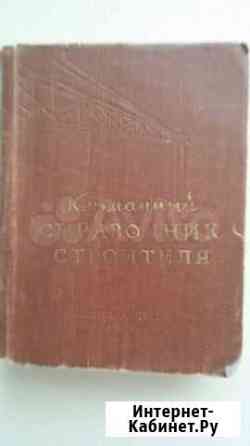 Карманный
СПРАВОЧНИК
СТРОИТЕЛЯ
Интернет-
Кабинет.Ру